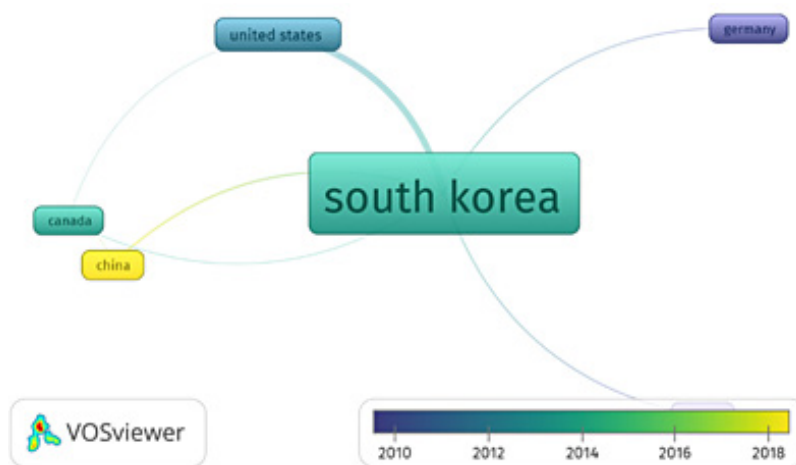 united states
germany
south korea
canada
china
VOSviewer
2010 2012 2014 2016 2018